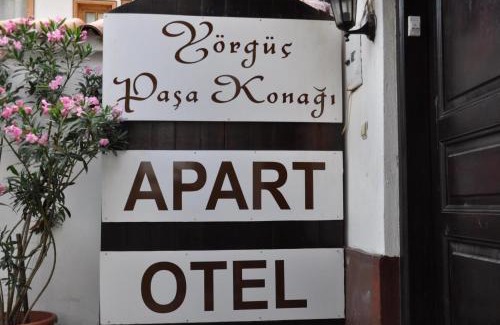 Yörgüç
Paşa Konağı
APART
OTEL